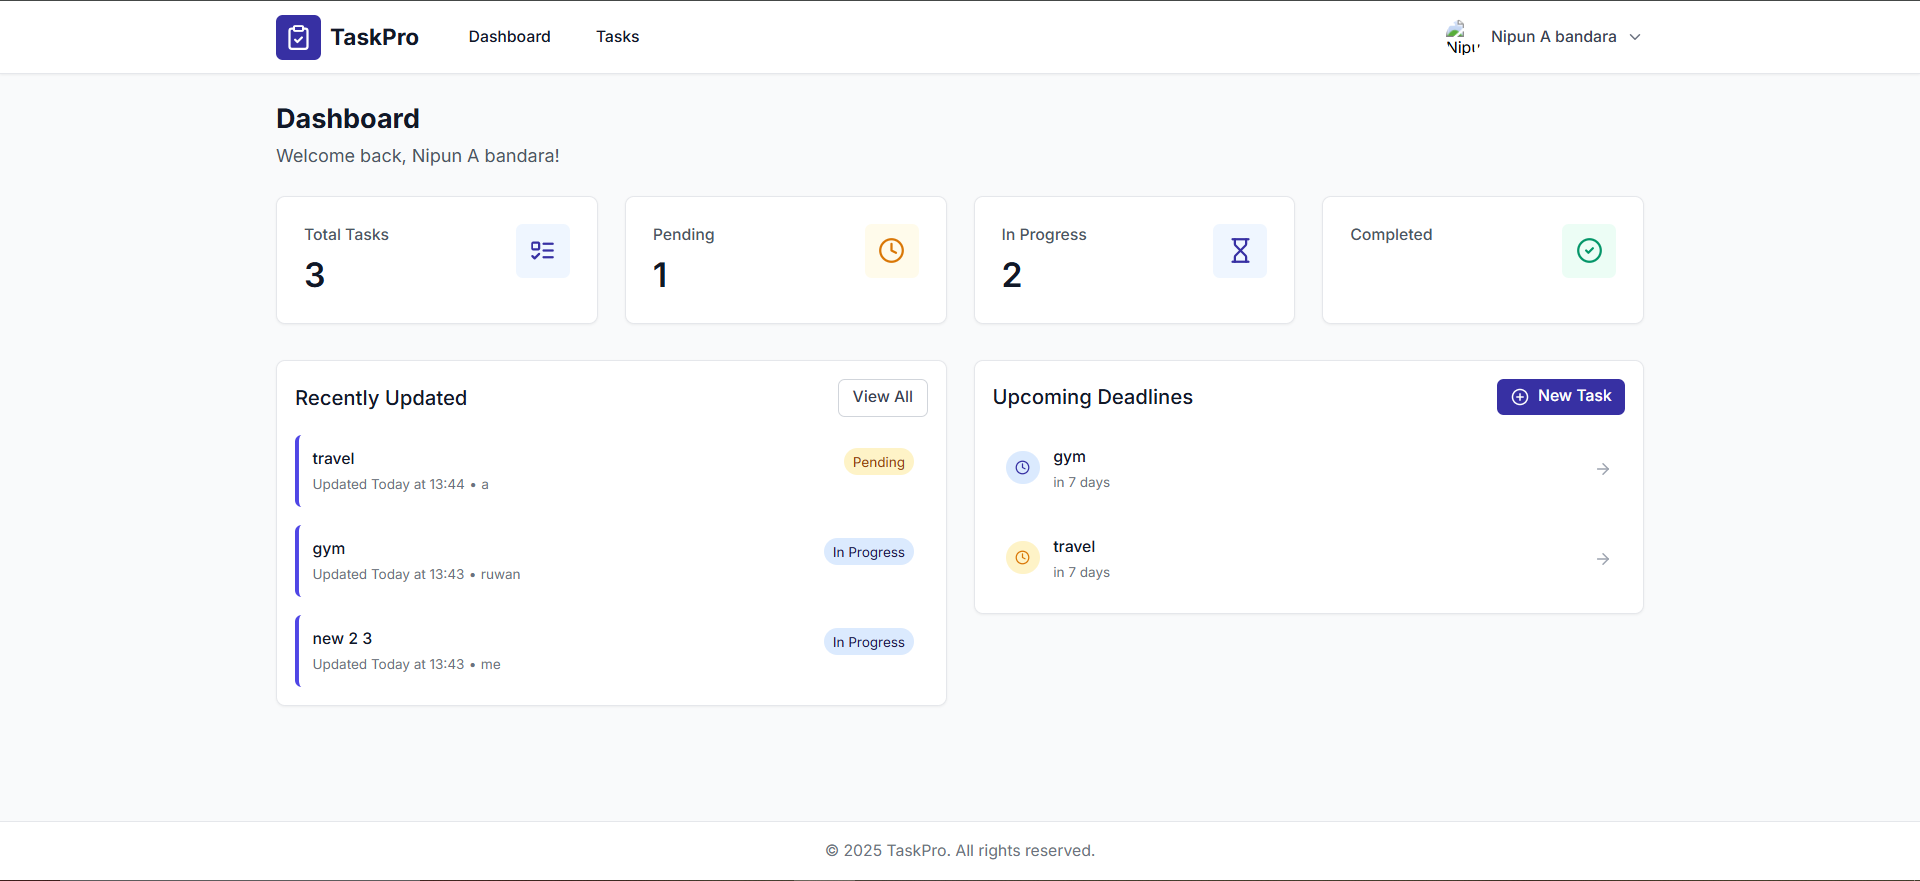 TaskPro
Dashboard
Tasks
Nipu
Nipun A bandara
Dashboard
Welcome back, Nipun A bandara!
Total Tasks
3
Pending
1
In Progress
2
Completed
Recently Updated
View All
travel
Pending
Updated Today at 13:44 • a
gym
In Progress
Updated Today at 13:43 • ruwan
new 2 3
In Progress
Updated Today at 13:43 • me
Upcoming Deadlines
New Task
gym
in 7 days
travel
in 7 days
© 2025 TaskPro. All rights reserved.